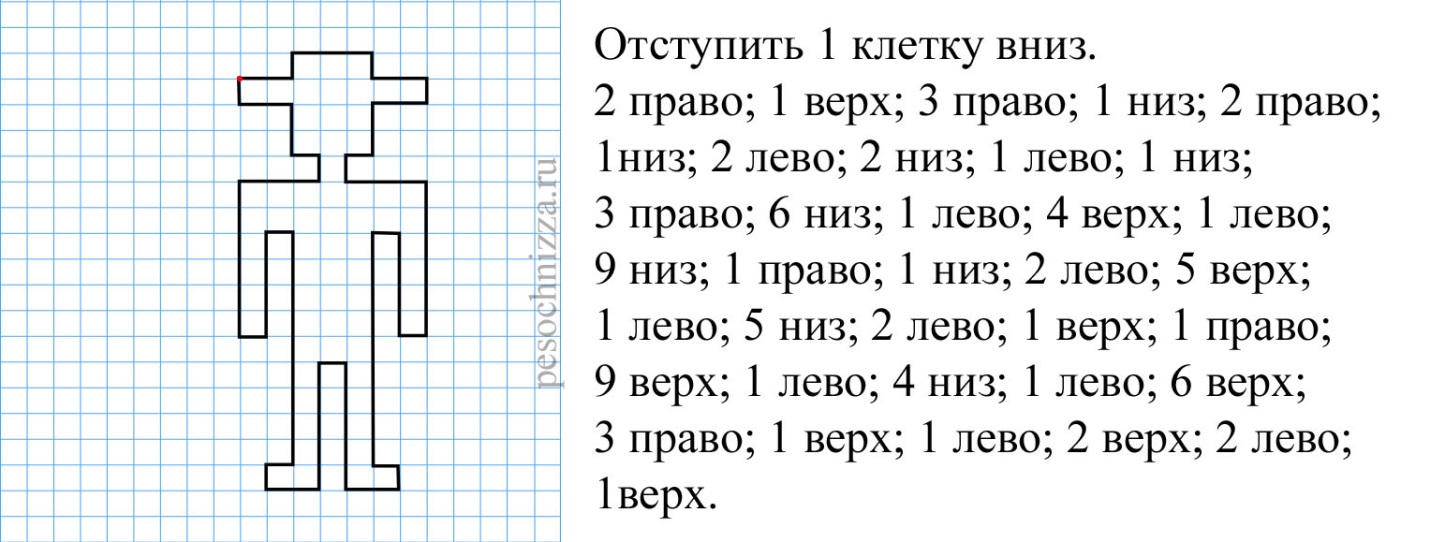 Отступить 1 клетку вниз.
2 право; 1 верх; 3 право; 1 низ; 2 право;
1низ; 2 лево; 2 низ; 1 лево; 1 низ;
3 право; 6 низ; 1 лево; 4 верх; 1 лево;
9 низ; 1 право; 1 низ; 2 лево; 5 верх;
1 лево; 5 низ; 2 лево; 1 верх; 1 право;
9 верх; 1 лево; 4 низ; 1 лево; 6 верх;
3 право; 1 верх; 1 лево; 2 верх; 2 лево;
1верх.
pesochnizza.ru